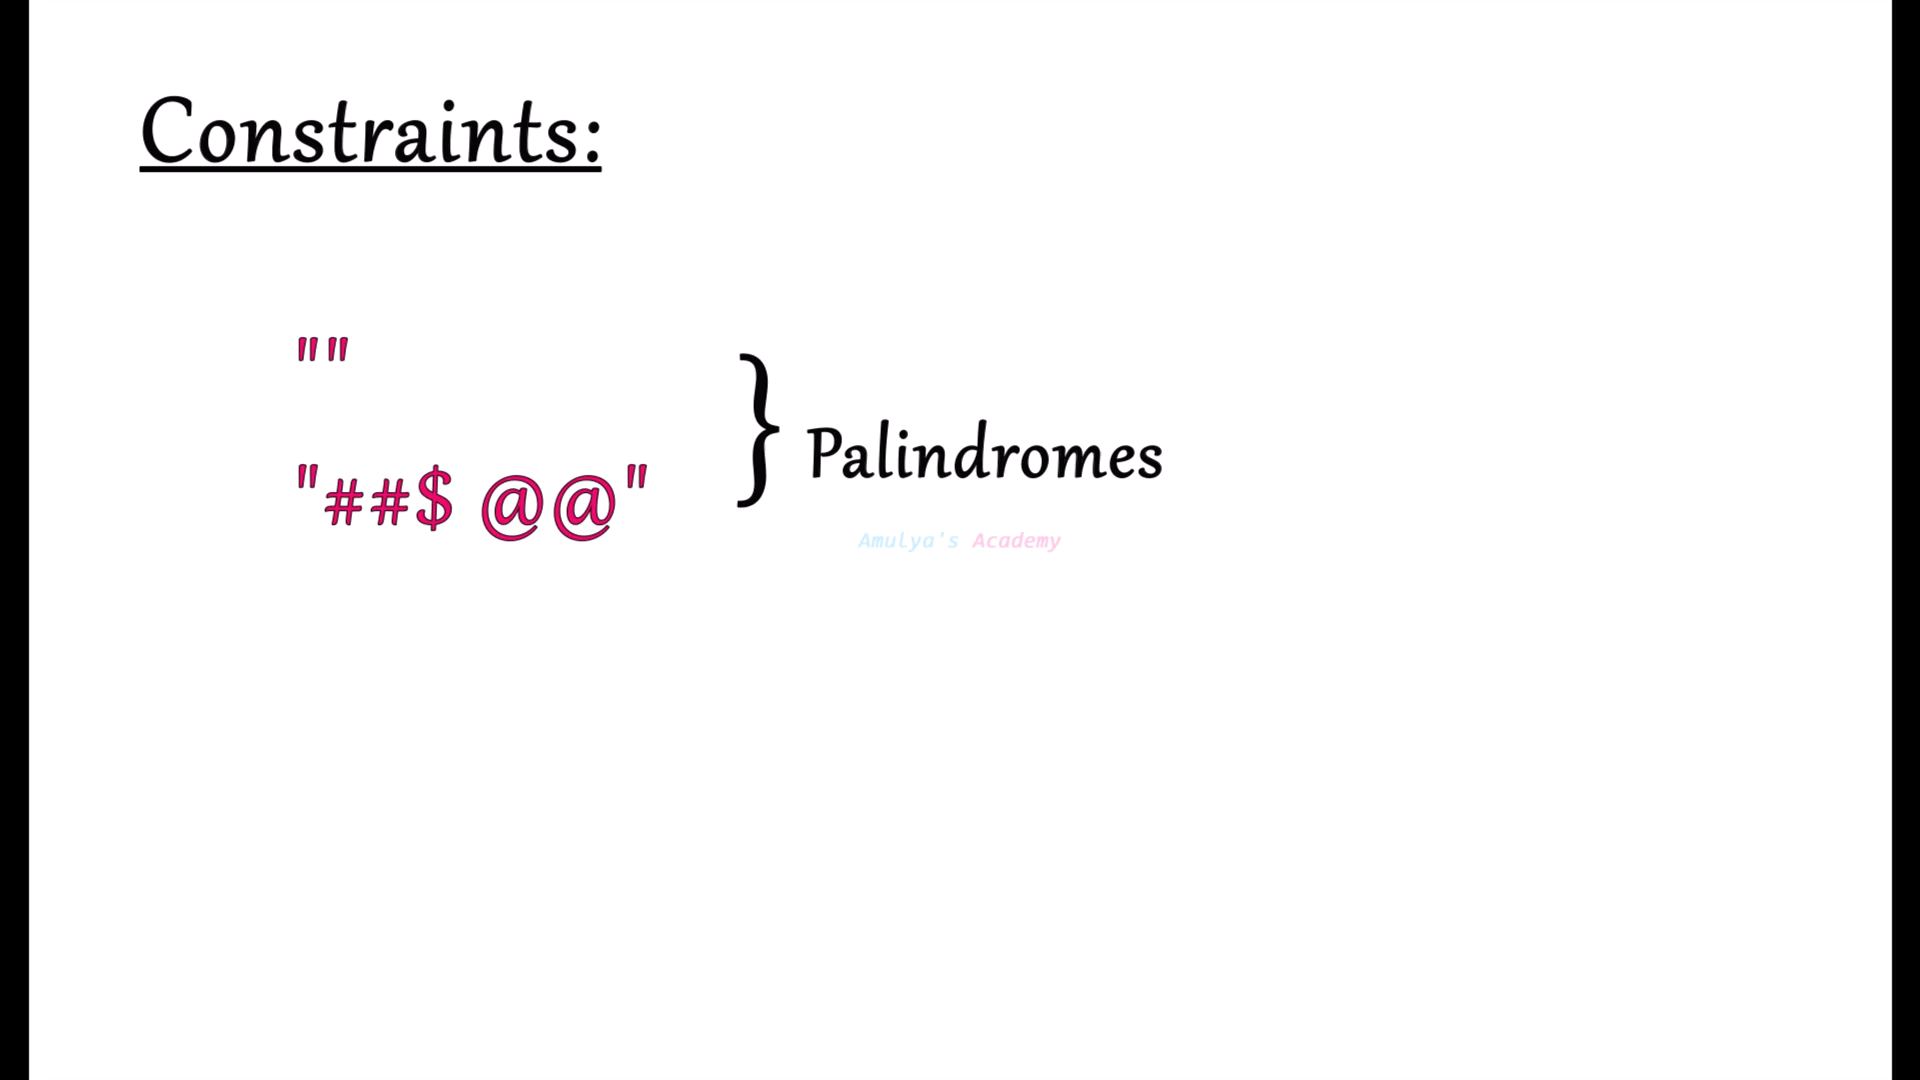 Constraints:
""
"##$ @@"
} Palindromes
Amulya's Academy